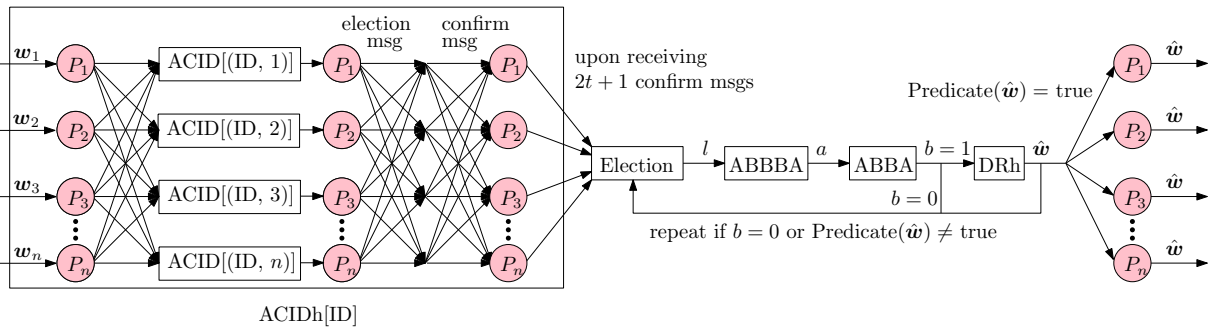 election msg
confirm msg
w₁ P₁ ACID[(ID, 1)] P₁ P₁
w₂ P₂ ACID[(ID, 2)] P₂ P₂
w₃ P₃ ACID[(ID, 3)] P₃ P₃
wₙ Pₙ ACID[(ID, n)] Pₙ Pₙ
ACIDh[ID]
upon receiving
2t + 1 confirm msgs
Election
l
ABBBA
a
ABBA
b = 1
b = 0
DRh
ŵ
repeat if b = 0 or Predicate(ŵ) ≠ true
Predicate(ŵ) = true
P₁ ŵ
P₂ ŵ
P₃ ŵ
Pₙ ŵ